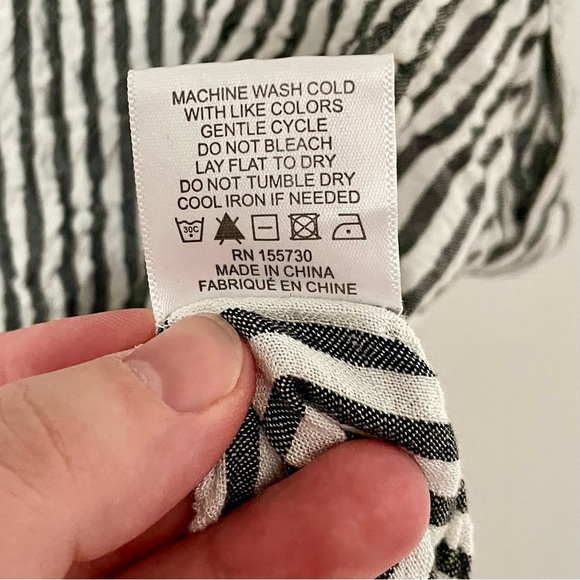 MACHINE WASH COLD
WITH LIKE COLORS
GENTLE CYCLE
DO NOT BLEACH
LAY FLAT TO DRY
DO NOT TUMBLE DRY
COOL IRON IF NEEDED
30C
RN 155730
MADE IN CHINA
FABRIQUÉ EN CHINE